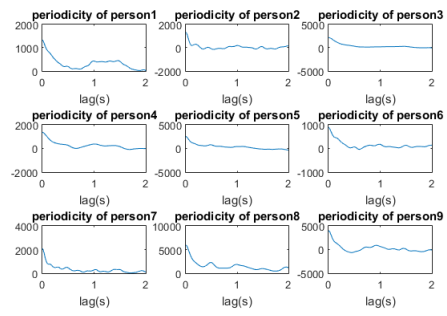 periodicity of person1 periodicity of person2 periodicity of person3
2000 2000 5000
1000 0 0
0 -2000 -5000
0 1 2 0 1 2 0 1 2
lag(s) lag(s) lag(s)
periodicity of person4 periodicity of person5 periodicity of person6
2000 5000 1000
0 0 0
-2000 -5000 -1000
0 1 2 0 1 2 0 1 2
lag(s) lag(s) lag(s)
periodicity of person7 periodicity of person8 periodicity of person9
4000 10000 5000
2000 5000 0
0 0 -5000
0 1 2 0 1 2 0 1 2
lag(s) lag(s) lag(s)